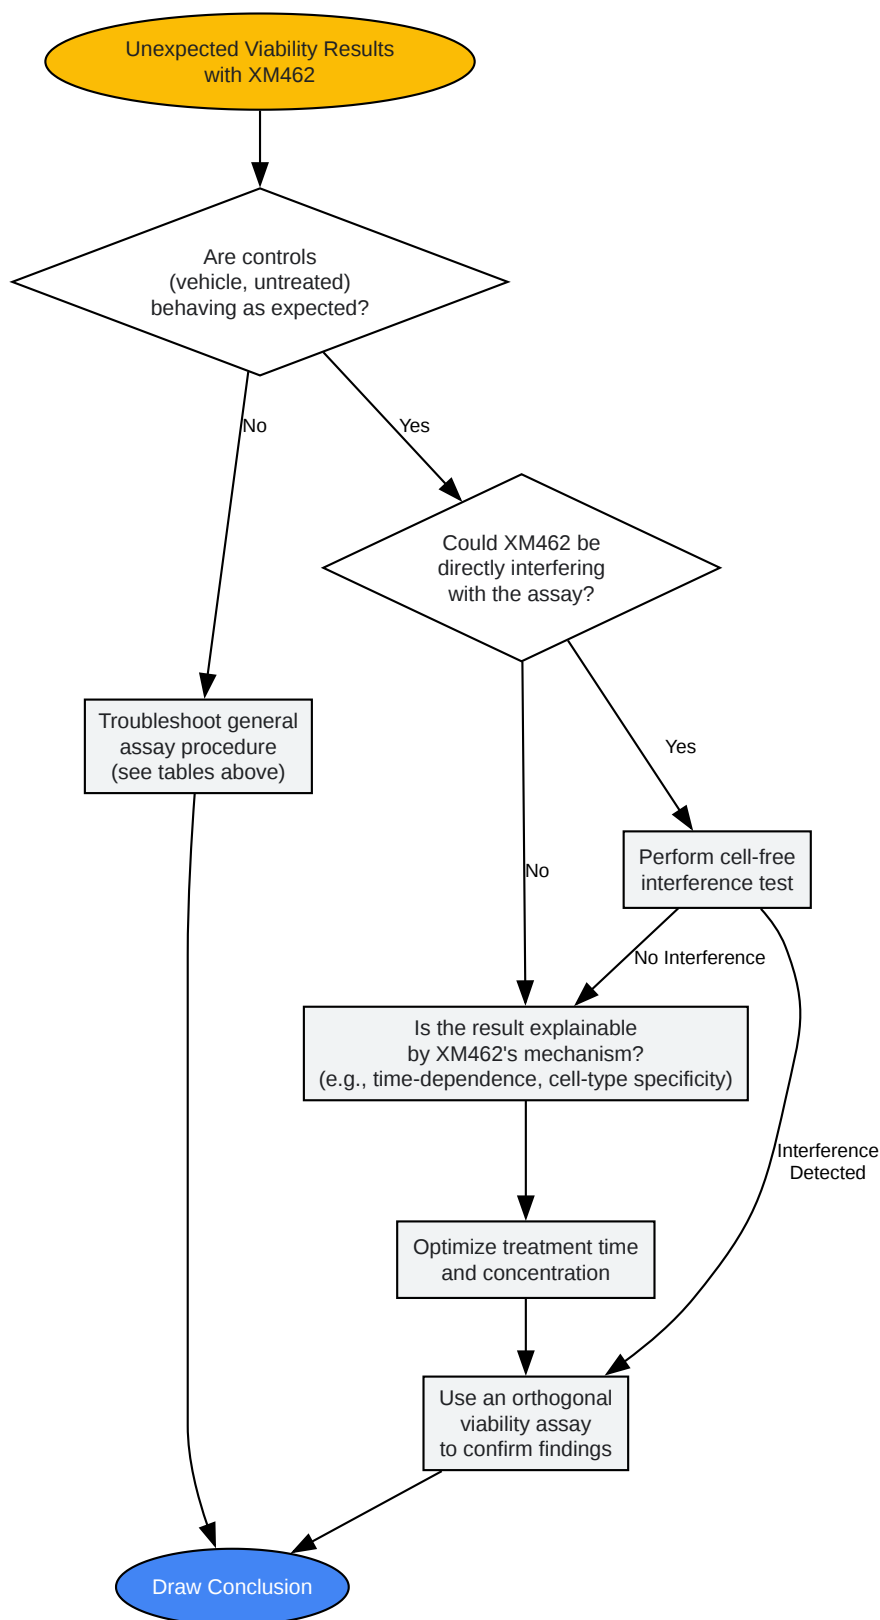 Unexpected Viability Results
with XM462
Are controls
(vehicle, untreated)
behaving as expected?
No
Yes
Could XM462 be
directly interfering
with the assay?
Troubleshoot general
assay procedure
(see tables above)
Yes
No
Perform cell-free
interference test
No Interference
Is the result explainable
by XM462's mechanism?
(e.g., time-dependence, cell-type specificity)
Interference
Detected
Optimize treatment time
and concentration
Use an orthogonal
viability assay
to confirm findings
Draw Conclusion